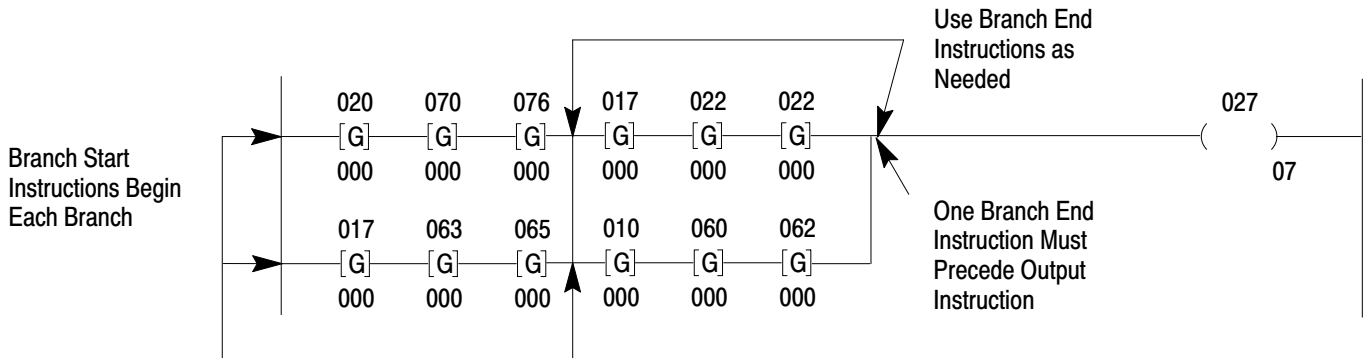 Use Branch End
Instructions as
Needed
020 070 076 017 022 022 027
[G] [G] [G] [G] [G] [G] ( )
000 000 000 000 000 000 07
Branch Start
Instructions Begin
Each Branch
017 063 065 010 060 062
[G] [G] [G] [G] [G] [G]
000 000 000 000 000 000
One Branch End
Instruction Must
Precede Output
Instruction